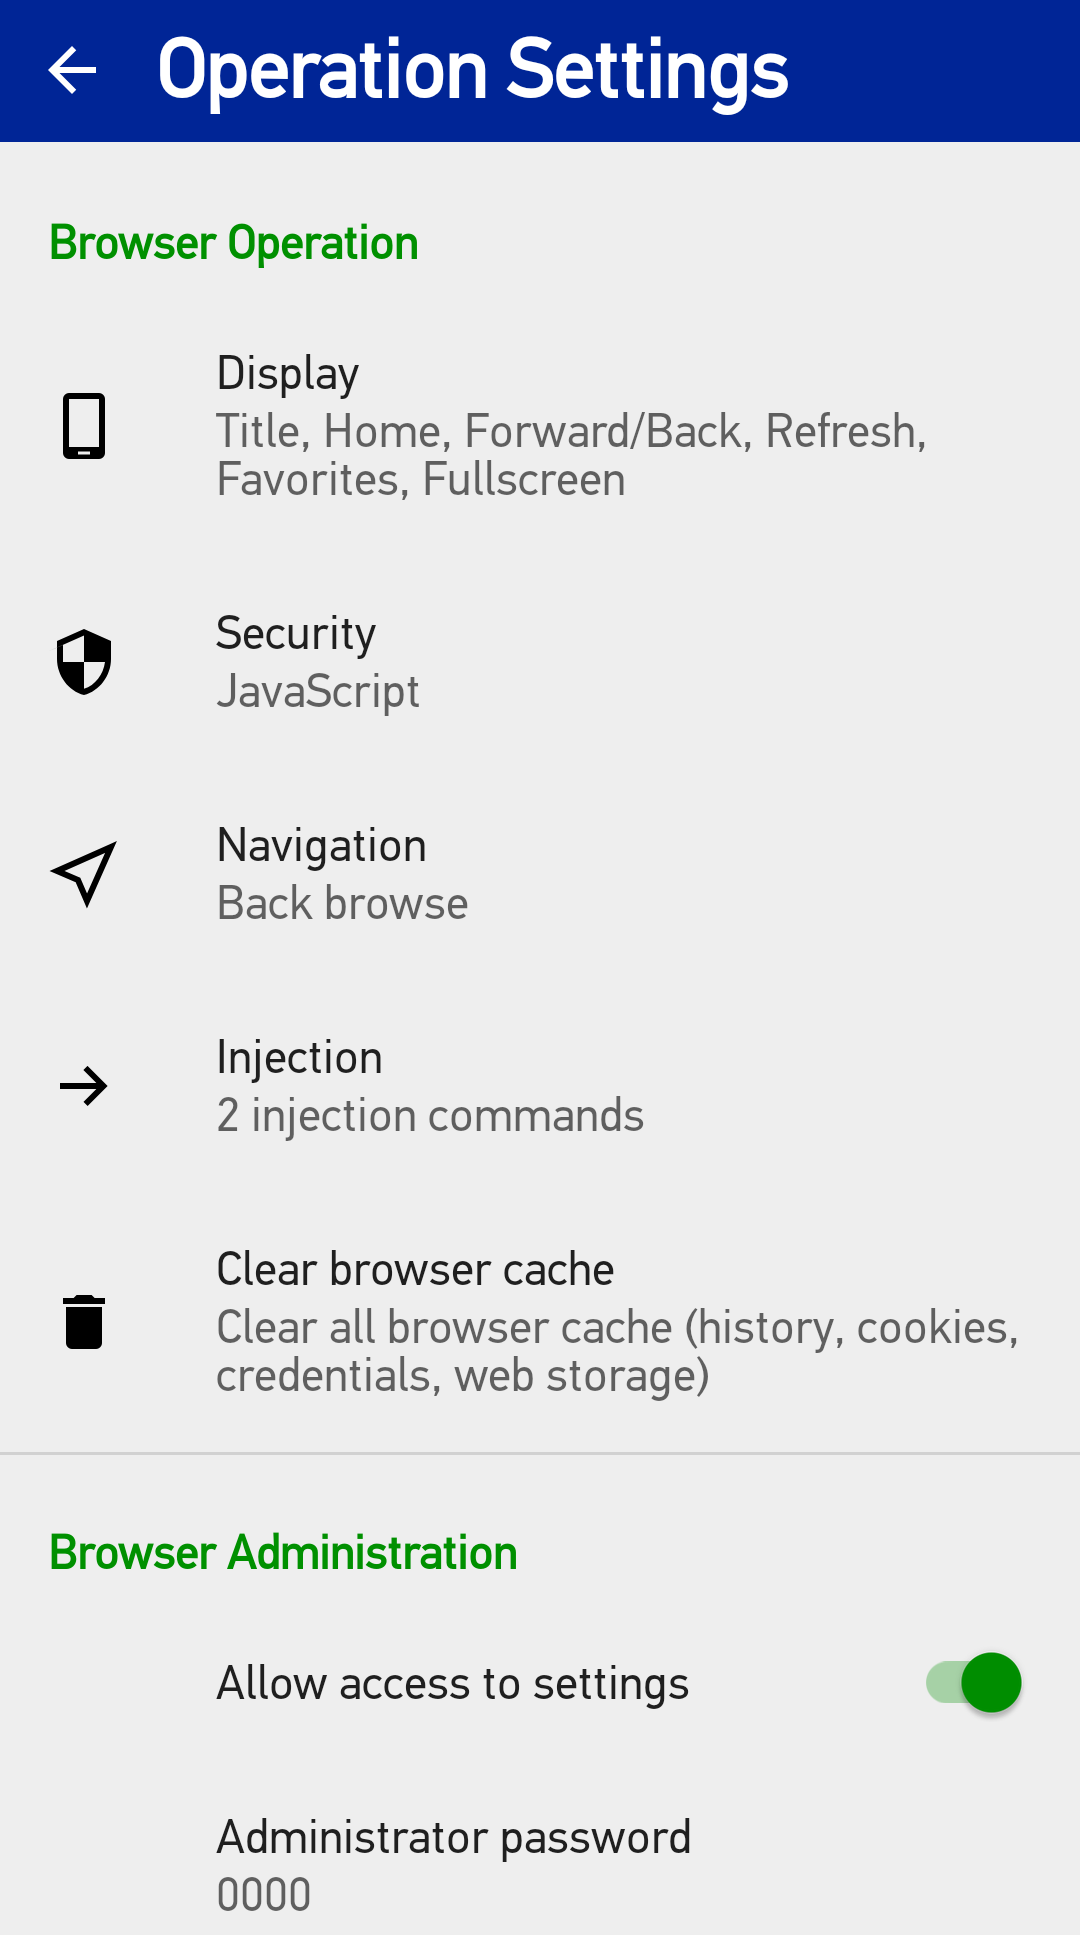 Operation Settings
Browser Operation
Display
Title, Home, Forward/Back, Refresh,
Favorites, Fullscreen
Security
JavaScript
Navigation
Back browse
Injection
2 injection commands
Clear browser cache
Clear all browser cache (history, cookies,
credentials, web storage)
Browser Administration
Allow access to settings
Administrator password
0000